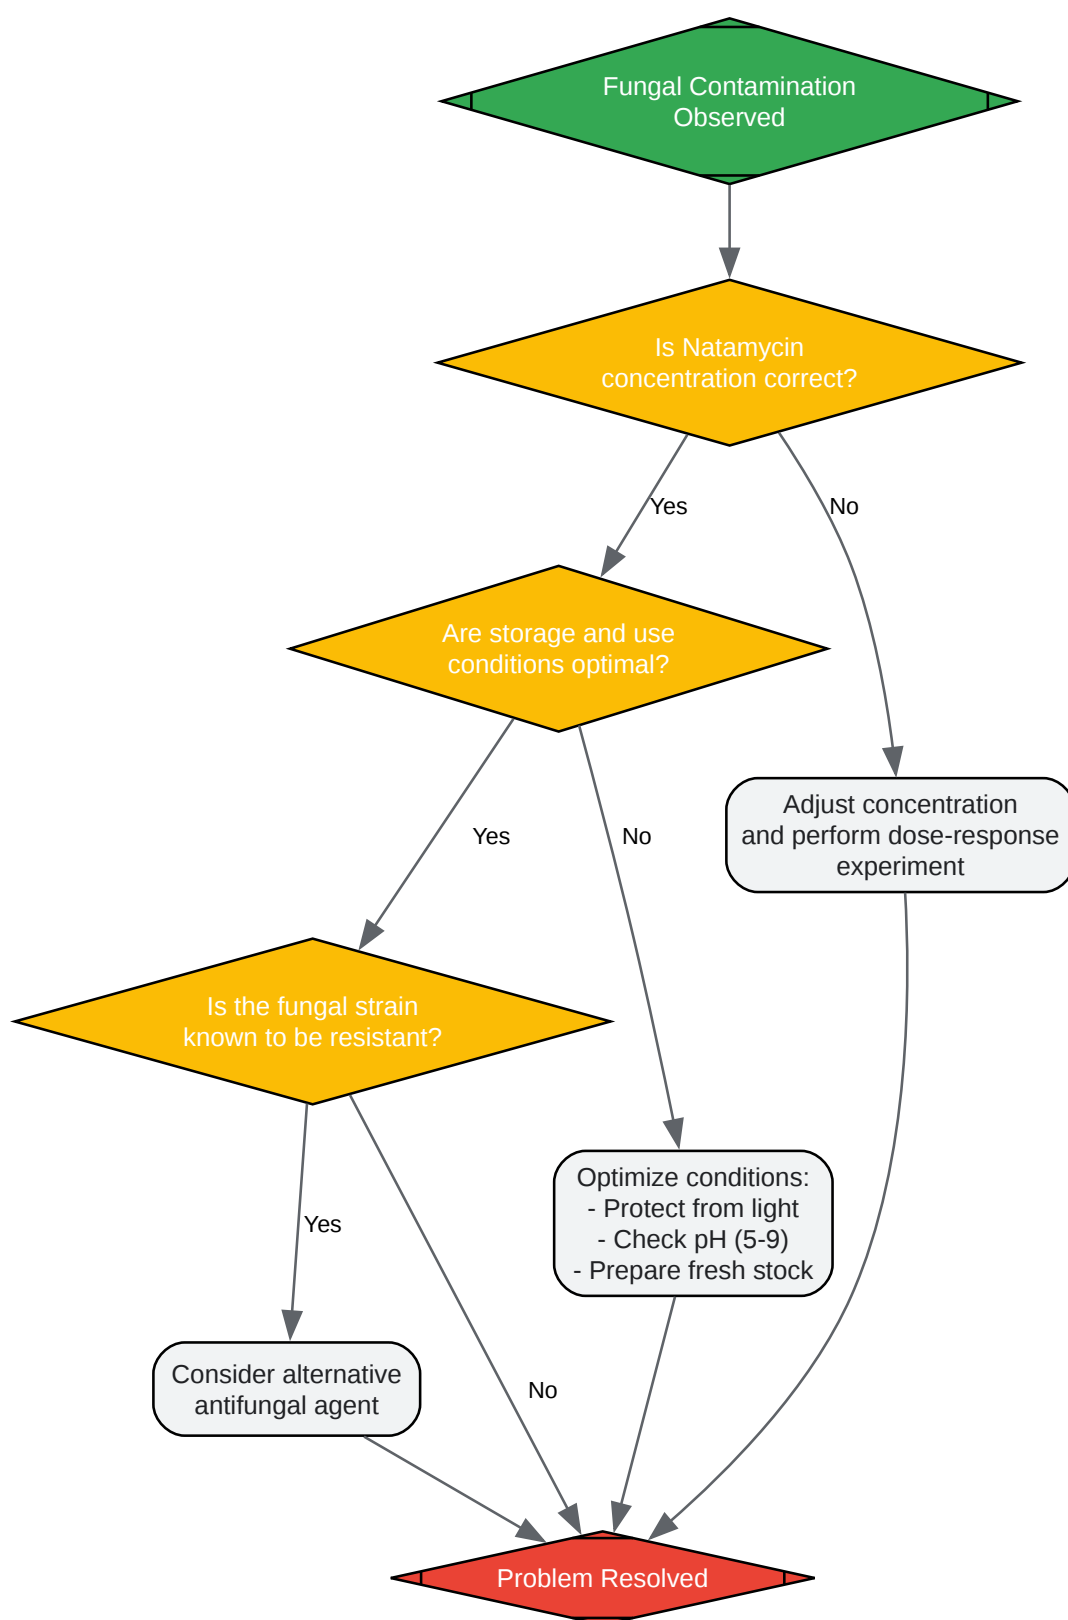 Fungal Contamination
Observed
Is Natamycin
concentration correct?
Yes
No
Are storage and use
conditions optimal?
Adjust concentration
and perform dose-response
experiment
Yes
No
Is the fungal strain
known to be resistant?
Optimize conditions:
- Protect from light
- Check pH (5-9)
- Prepare fresh stock
Yes
Consider alternative
antifungal agent
No
Problem Resolved